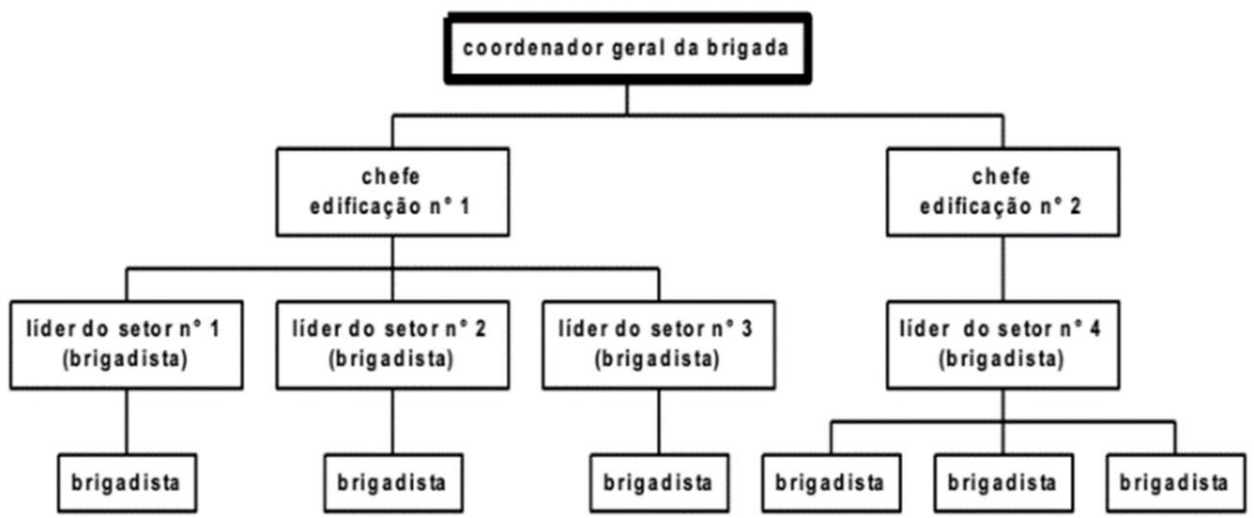 coordenador geral da brigada
chefe
edificação n° 1
chefe
edificação n° 2
líder do setor n° 1
(brigadista)
líder do setor n° 2
(brigadista)
líder do setor n° 3
(brigadista)
líder do setor n° 4
(brigadista)
brigadista
brigadista
brigadista
brigadista
brigadista
brigadista